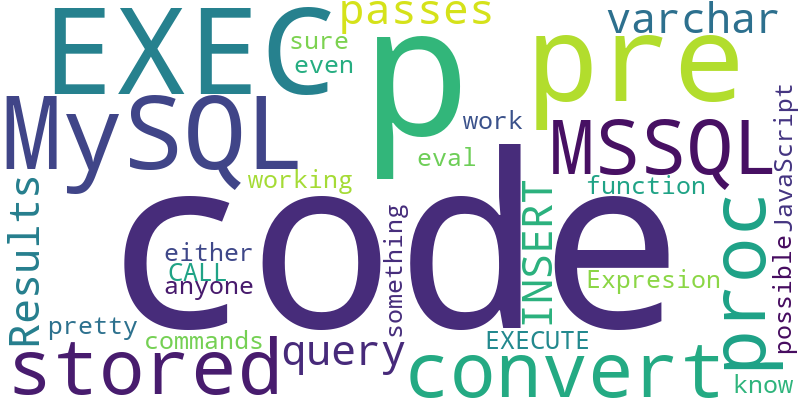 EXEC
passes
varchar
sure
even
p
pre
MySQL
work
MSSQL
JavaScript
eval
working
function
Results
code
INSERT
proc
something
either
CALL
anyone
Expresion
possible
pretty
commands
EXECUTE
stored
query
convert
know